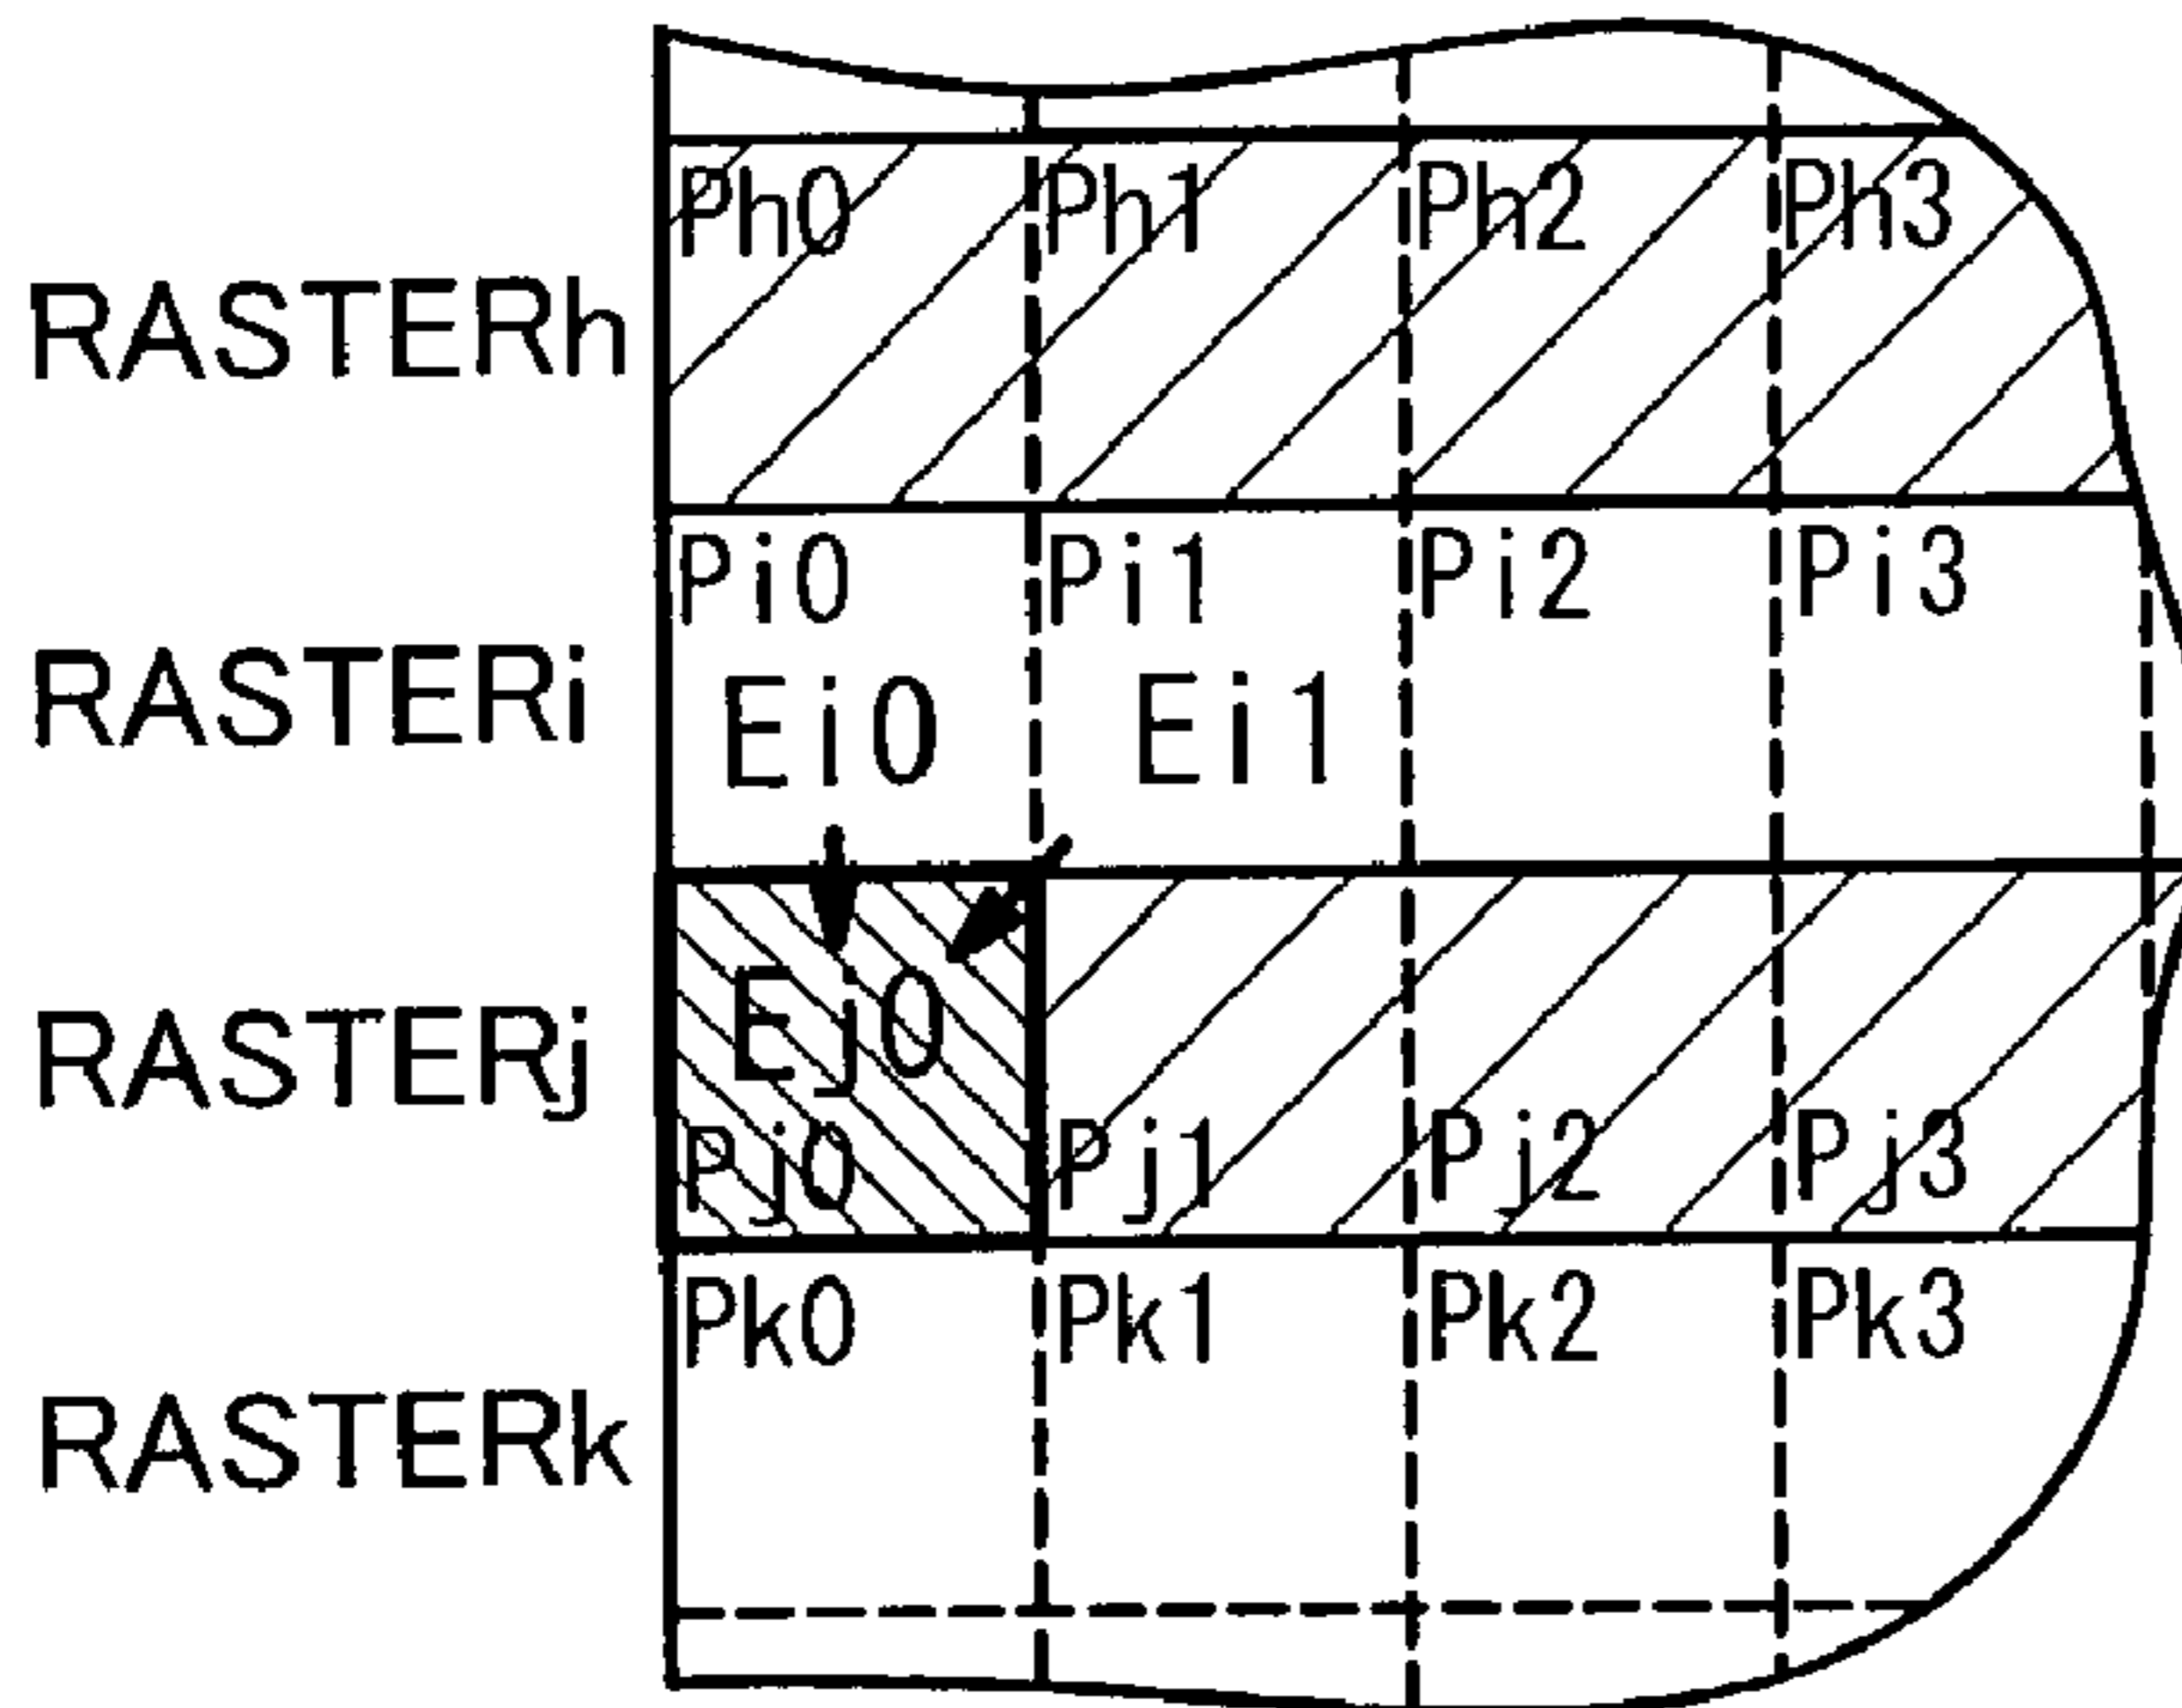 Ph0 Ph1 Ph2 Ph3
RASTERh
Pi0 Pi1 Pi2 Pi3
RASTERi
Ei0 Ei1
Ej0
RASTERj
Pj0 Pj1 Pj2 Pj3
Pk0 Pk1 Pk2 Pk3
RASTERk